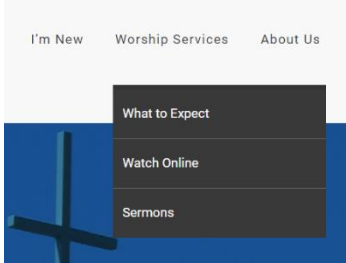 I'm New Worship Services About Us
What to Expect
Watch Online
Sermons